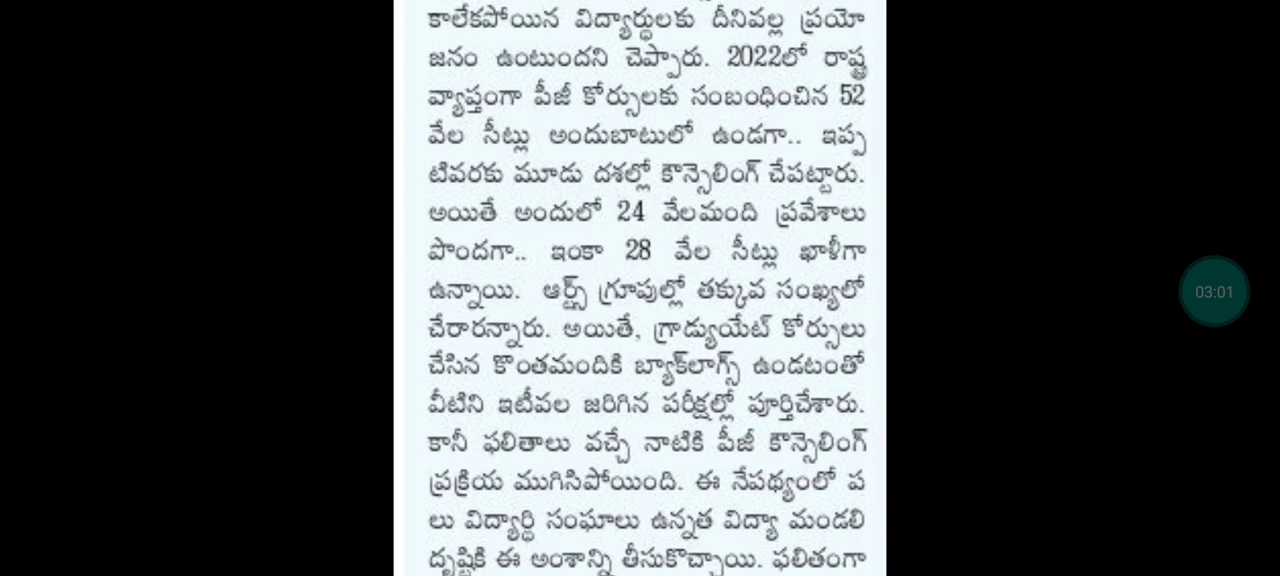 కాలేకపోయిన విద్యార్థులకు దీనివల్ల ప్రయో
జనం ఉంటుందని చెప్పారు. 2022లో రాష్ట్ర
వ్యాప్తంగా పీజీ కోర్సులకు సంబంధించిన 52
వేల సీట్లు అందుబాటులో ఉండగా.. ఇప్ప
టివరకు మూడు దశల్లో కౌన్సెలింగ్ చేపట్టారు.
అయితే అందులో 24 వేలమంది ప్రవేశాలు
పొందగా.. ఇంకా 28 వేల సీట్లు ఖాళీగా
ఉన్నాయి. ఆర్ట్స్ గ్రూపుల్లో తక్కువ సంఖ్యలో
చేరారన్నారు. అయితే, గ్రాడ్యుయేట్ కోర్సులు
చేసిన కొంతమందికి బ్యాక్‌లాగ్స్ ఉండటంతో
వీటిని ఇటీవల జరిగిన పరీక్షల్లో పూర్తిచేశారు.
కానీ ఫలితాలు వచ్చే నాటికి పీజీ కౌన్సెలింగ్
ప్రక్రియ ముగిసిపోయింది. ఈ నేపథ్యంలో ప
లు విద్యార్థి సంఘాలు ఉన్నత విద్యా మండలి
దృష్టికి ఈ అంశాన్ని తీసుకొచ్చాయి. ఫలితంగా
03:01